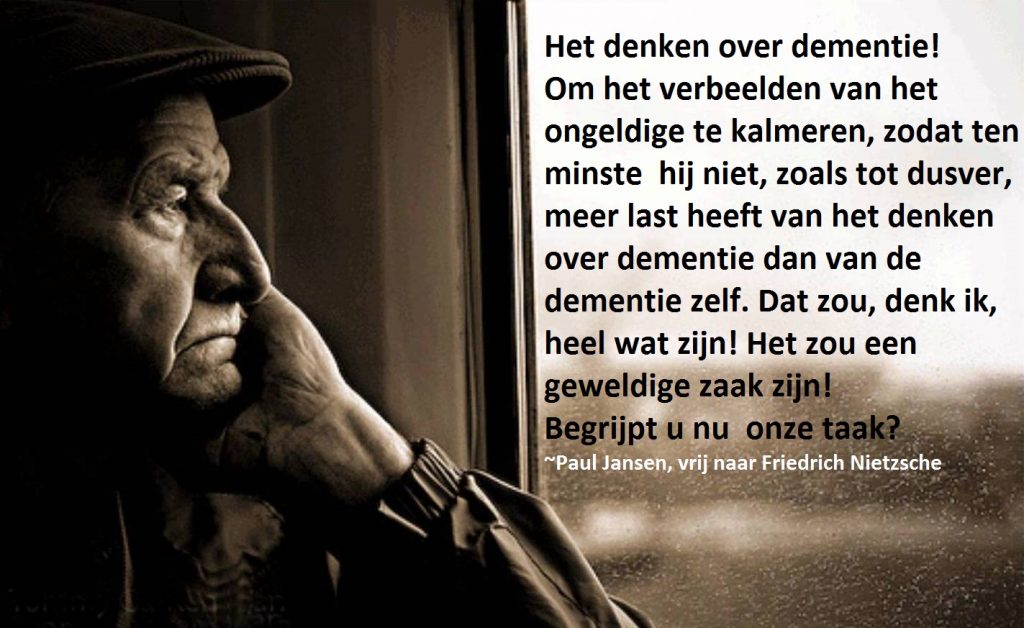 Het denken over dementie!
Om het verbeelden van het
ongeldige te kalmeren, zodat ten
minste  hij niet, zoals tot dusver,
meer last heeft van het denken
over dementie dan van de
dementie zelf. Dat zou, denk ik,
heel wat zijn! Het zou een
geweldige zaak zijn!
Begrijpt u nu  onze taak?
~Paul Jansen, vrij naar Friedrich Nietzsche